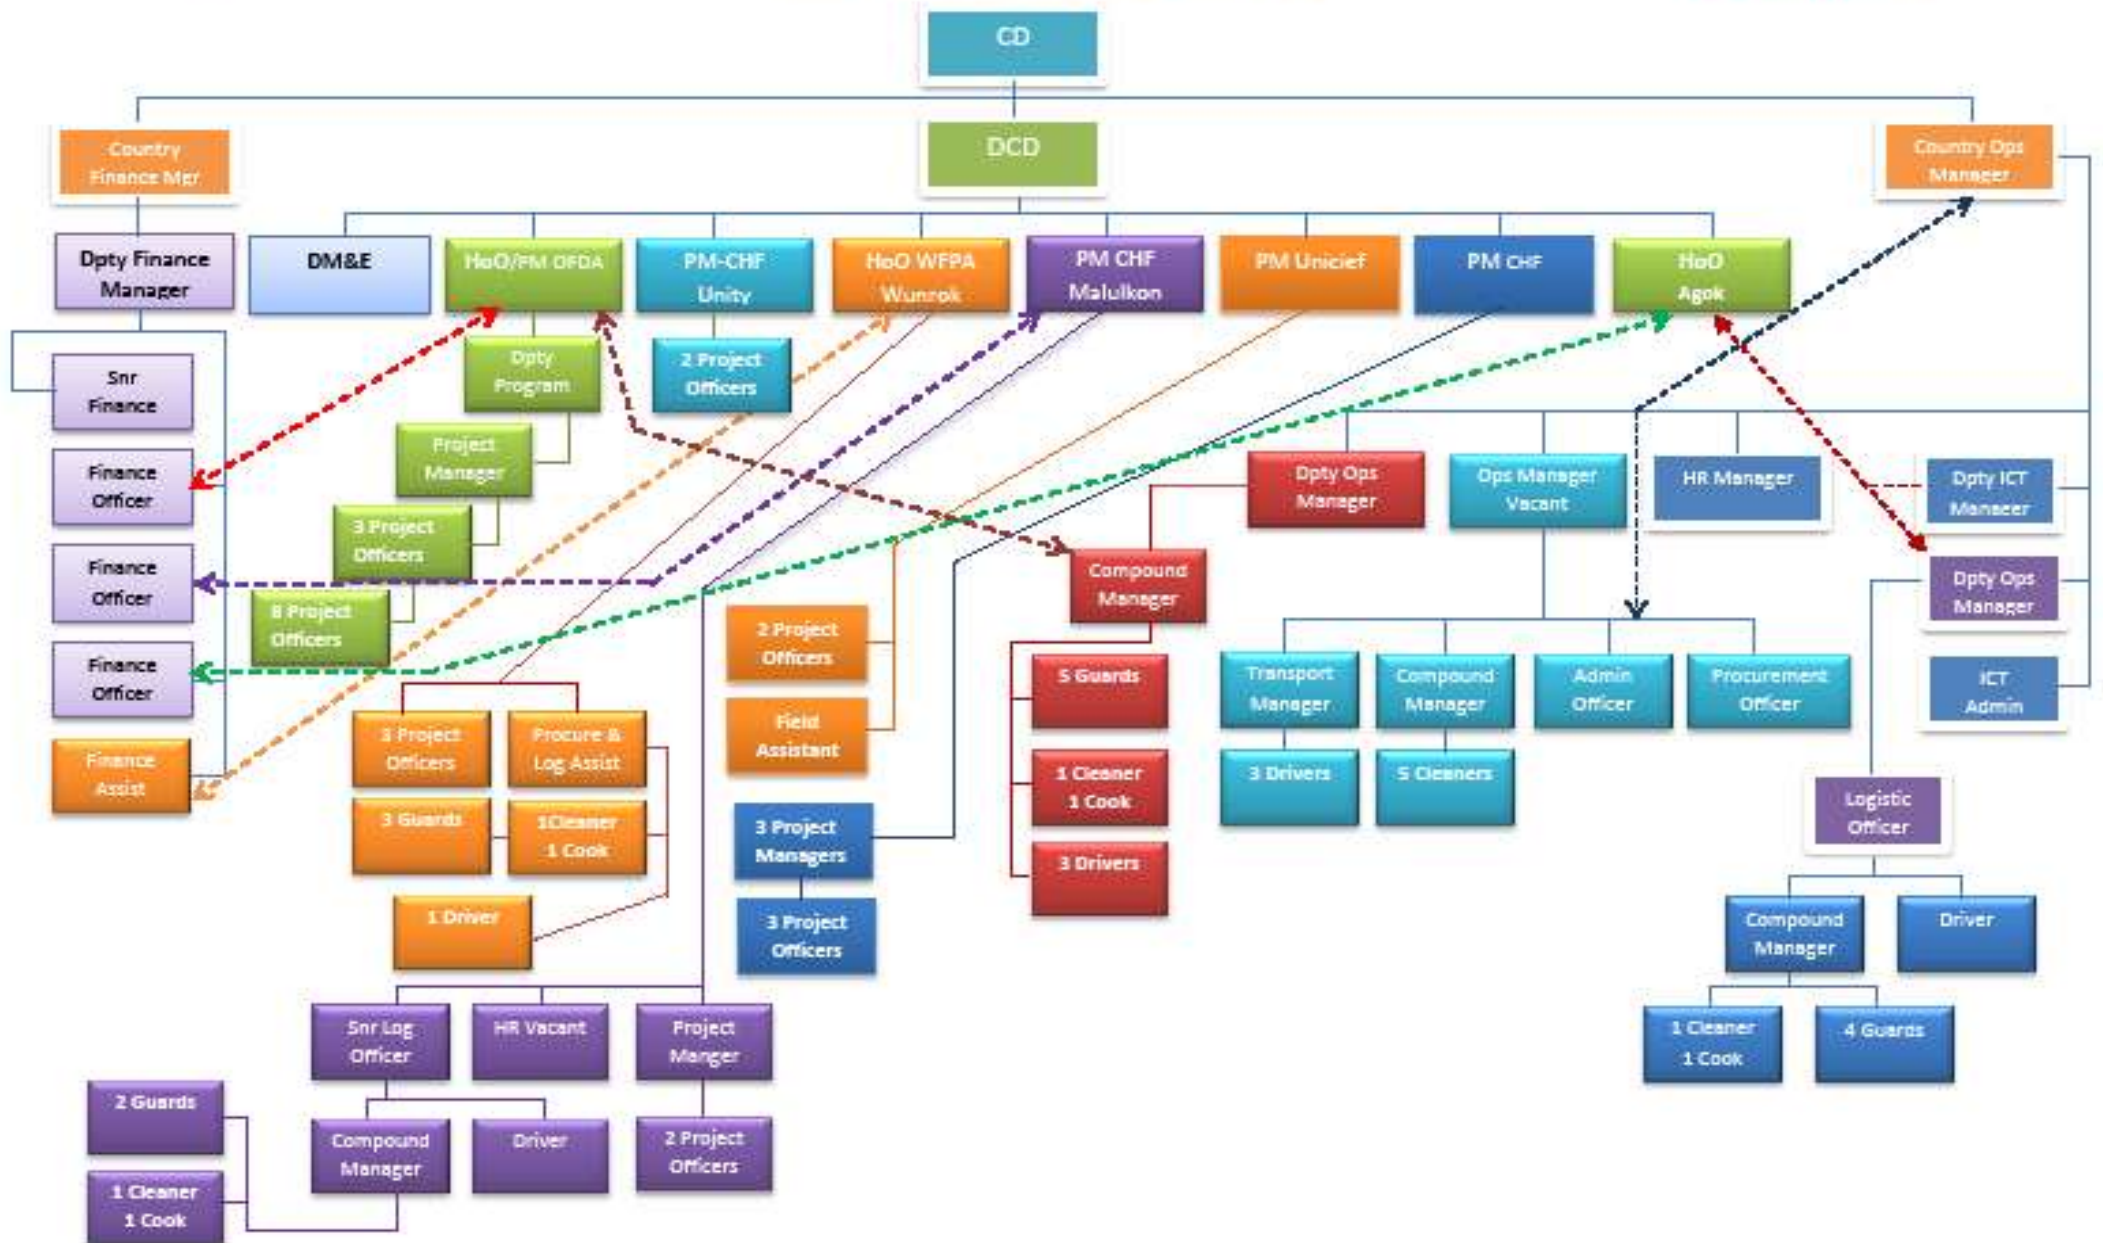 CD
Country
Finance Mgr
DCD
Country Ops
Manager
Dpty Finance
Manager
DM&E
HoO/PM OFDA
PM-CHF
Unity
HoO WFPA
Wunrok
PM CHF
Malulkon
PM Unicief
PM CHF
HoO
Agok
Snr
Finance
Dpty
Program
2 Project
Officers
Finance
Officer
Project
Manager
Dpty Ops
Manager
Ops Manager
Vacant
HR Manager
Dpty ICT
Manager
3 Project
Officers
Finance
Officer
Compound
Manager
Dpty Ops
Manager
8 Project
Officers
2 Project
Officers
Finance
Officer
5 Guards
Transport
Manager
Compound
Manager
Admin
Officer
Procurement
Officer
ICT
Admin
3 Project
Officers
Procure &
Log Assist
Field
Assistant
Finance
Assist
1 Cleaner
1 Cook
3 Drivers
5 Cleaners
Logistic
Officer
3 Guards
1Cleaner
1 Cook
3 Project
Managers
3 Drivers
1 Driver
3 Project
Officers
Compound
Manager
Driver
Snr Log
Officer
HR Vacant
Project
Manger
1 Cleaner
1 Cook
4 Guards
2 Guards
Compound
Manager
Driver
2 Project
Officers
1 Cleaner
1 Cook